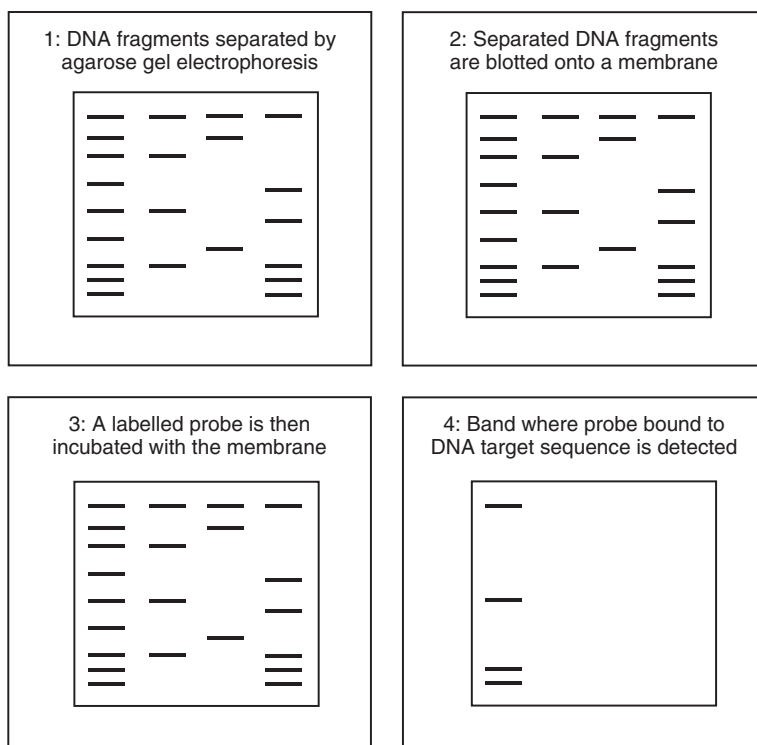 1: DNA fragments separated by
agarose gel electrophoresis
2: Separated DNA fragments
are blotted onto a membrane
3: A labelled probe is then
incubated with the membrane
4: Band where probe bound to
DNA target sequence is detected